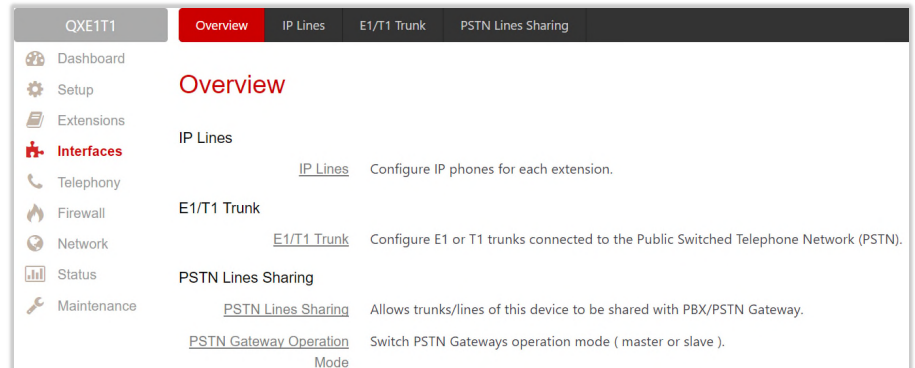 QXE1T1
Overview IP Lines E1/T1 Trunk PSTN Lines Sharing
Dashboard
Setup
Extensions
Interfaces
Telephony
Firewall
Network
Status
Maintenance
Overview
IP Lines
IP Lines Configure IP phones for each extension.
E1/T1 Trunk
E1/T1 Trunk Configure E1 or T1 trunks connected to the Public Switched Telephone Network (PSTN).
PSTN Lines Sharing
PSTN Lines Sharing Allows trunks/lines of this device to be shared with PBX/PSTN Gateway.
PSTN Gateway Operation Switch PSTN Gateways operation mode ( master or slave ).
Mode